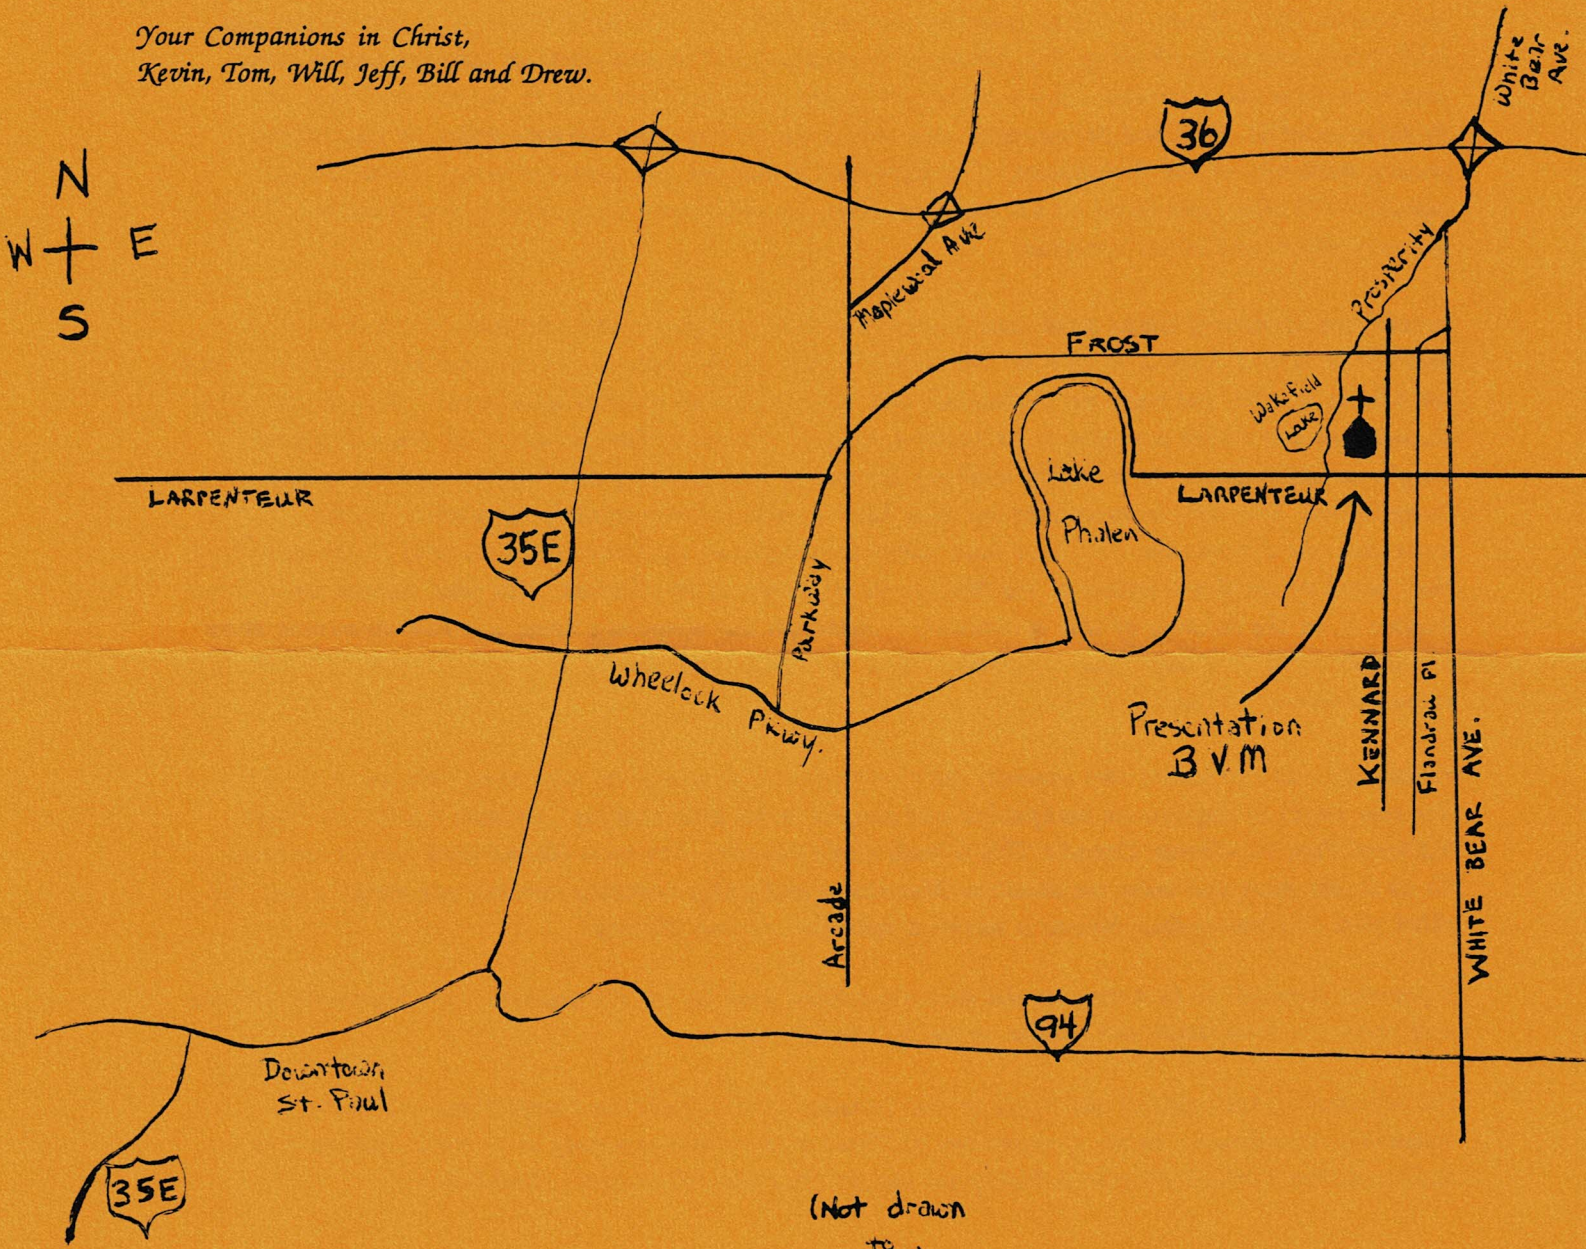 Your Companions in Christ,
Kevin, Tom, Will, Jeff, Bill and Drew.
White
Bear
Ave.
36
N
W E
S
Maplewood Ave
Prosperity
FROST
Wakefield
Lake
Lake
Phalen
LARPENTEUR
LARPENTEUR
35E
Parkway
Wheelock Pkwy.
Presentation
B V M
KENNARD
Flandrau Pl
WHITE BEAR AVE.
Arcade
94
Downtown
St. Paul
35E
(Not drawn
to